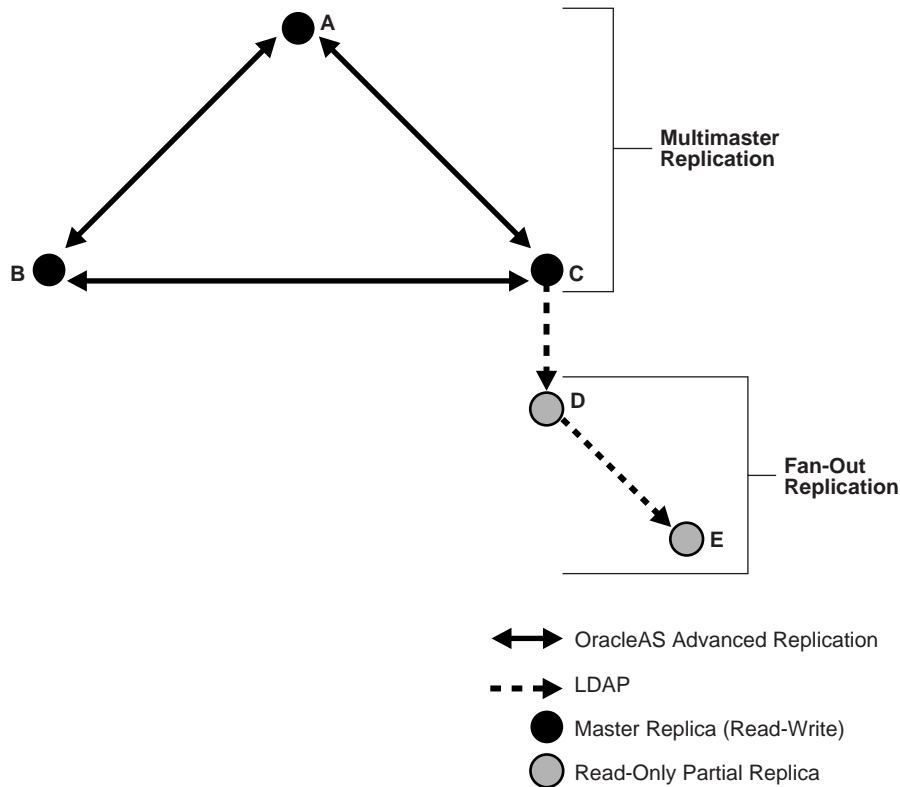 A
Multimaster
Replication
B
C
D
Fan-Out
Replication
E
OracleAS Advanced Replication
LDAP
Master Replica (Read-Write)
Read-Only Partial Replica